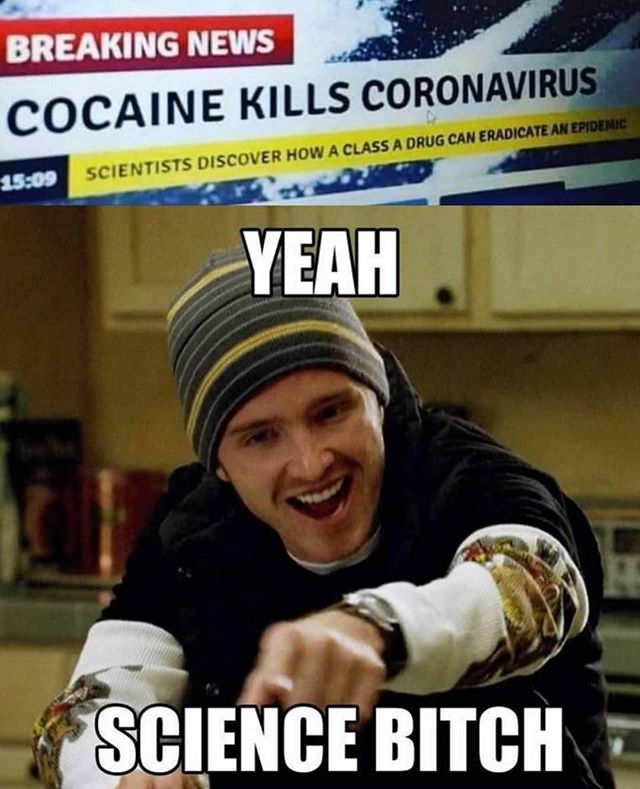 BREAKING NEWS
COCAINE KILLS CORONAVIRUS
15:09 SCIENTISTS DISCOVER HOW A CLASS A DRUG CAN ERADICATE AN EPIDEMIC
YEAH
SCIENCE BITCH